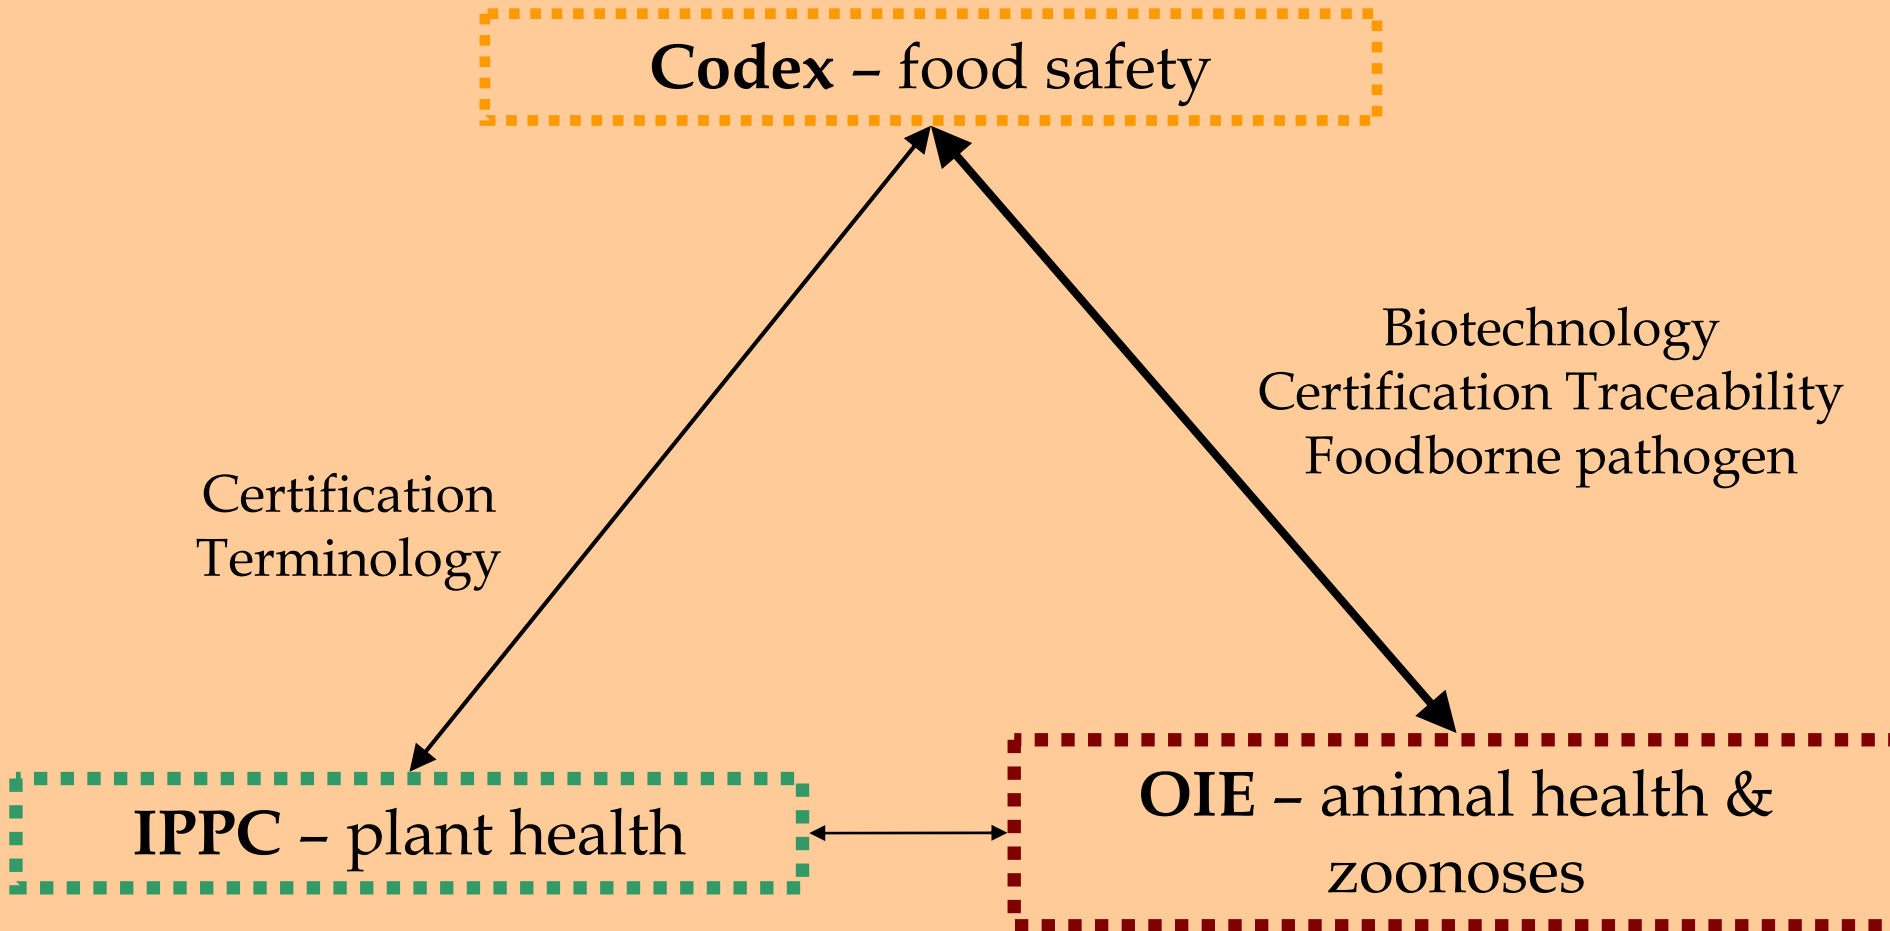 Codex – food safety
Biotechnology
Certification Traceability
Foodborne pathogen
Certification
Terminology
IPPC – plant health
OIE – animal health &
zoonoses